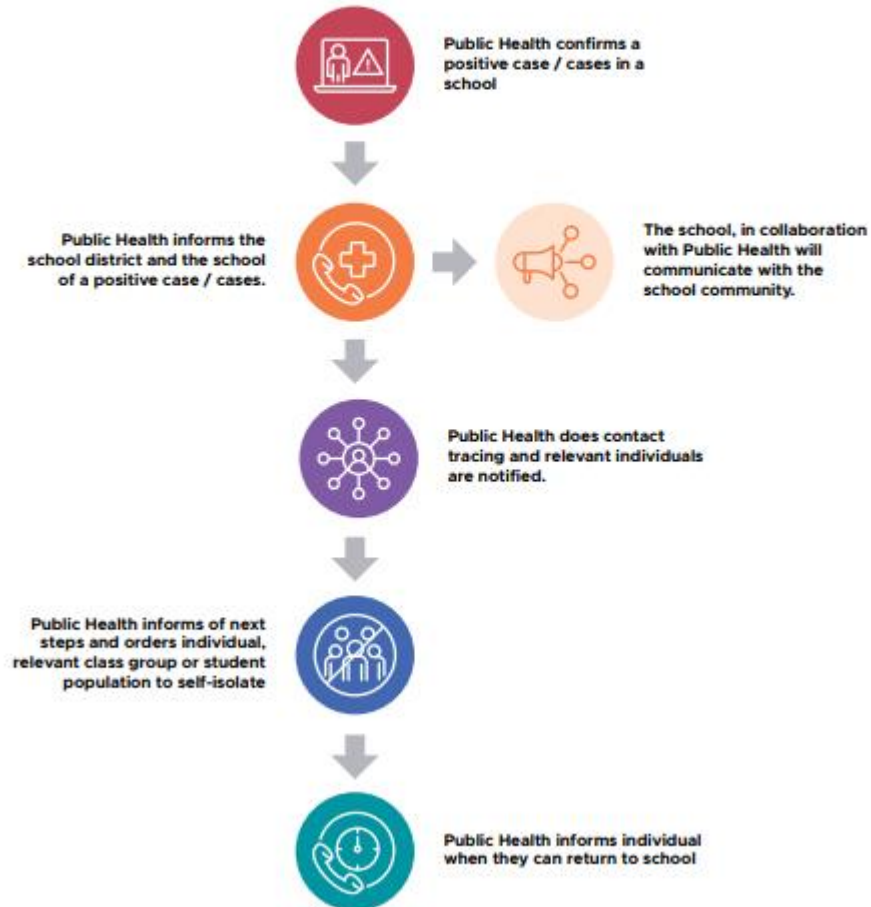 Public Health confirms a
positive case / cases in a
school
Public Health informs the
school district and the school
of a positive case / cases.
The school, in collaboration
with Public Health will
communicate with the
school community.
Public Health does contact
tracing and relevant individuals
are notified.
Public Health informs of next
steps and orders individual,
relevant class group or student
population to self-isolate
Public Health informs individual
when they can return to school